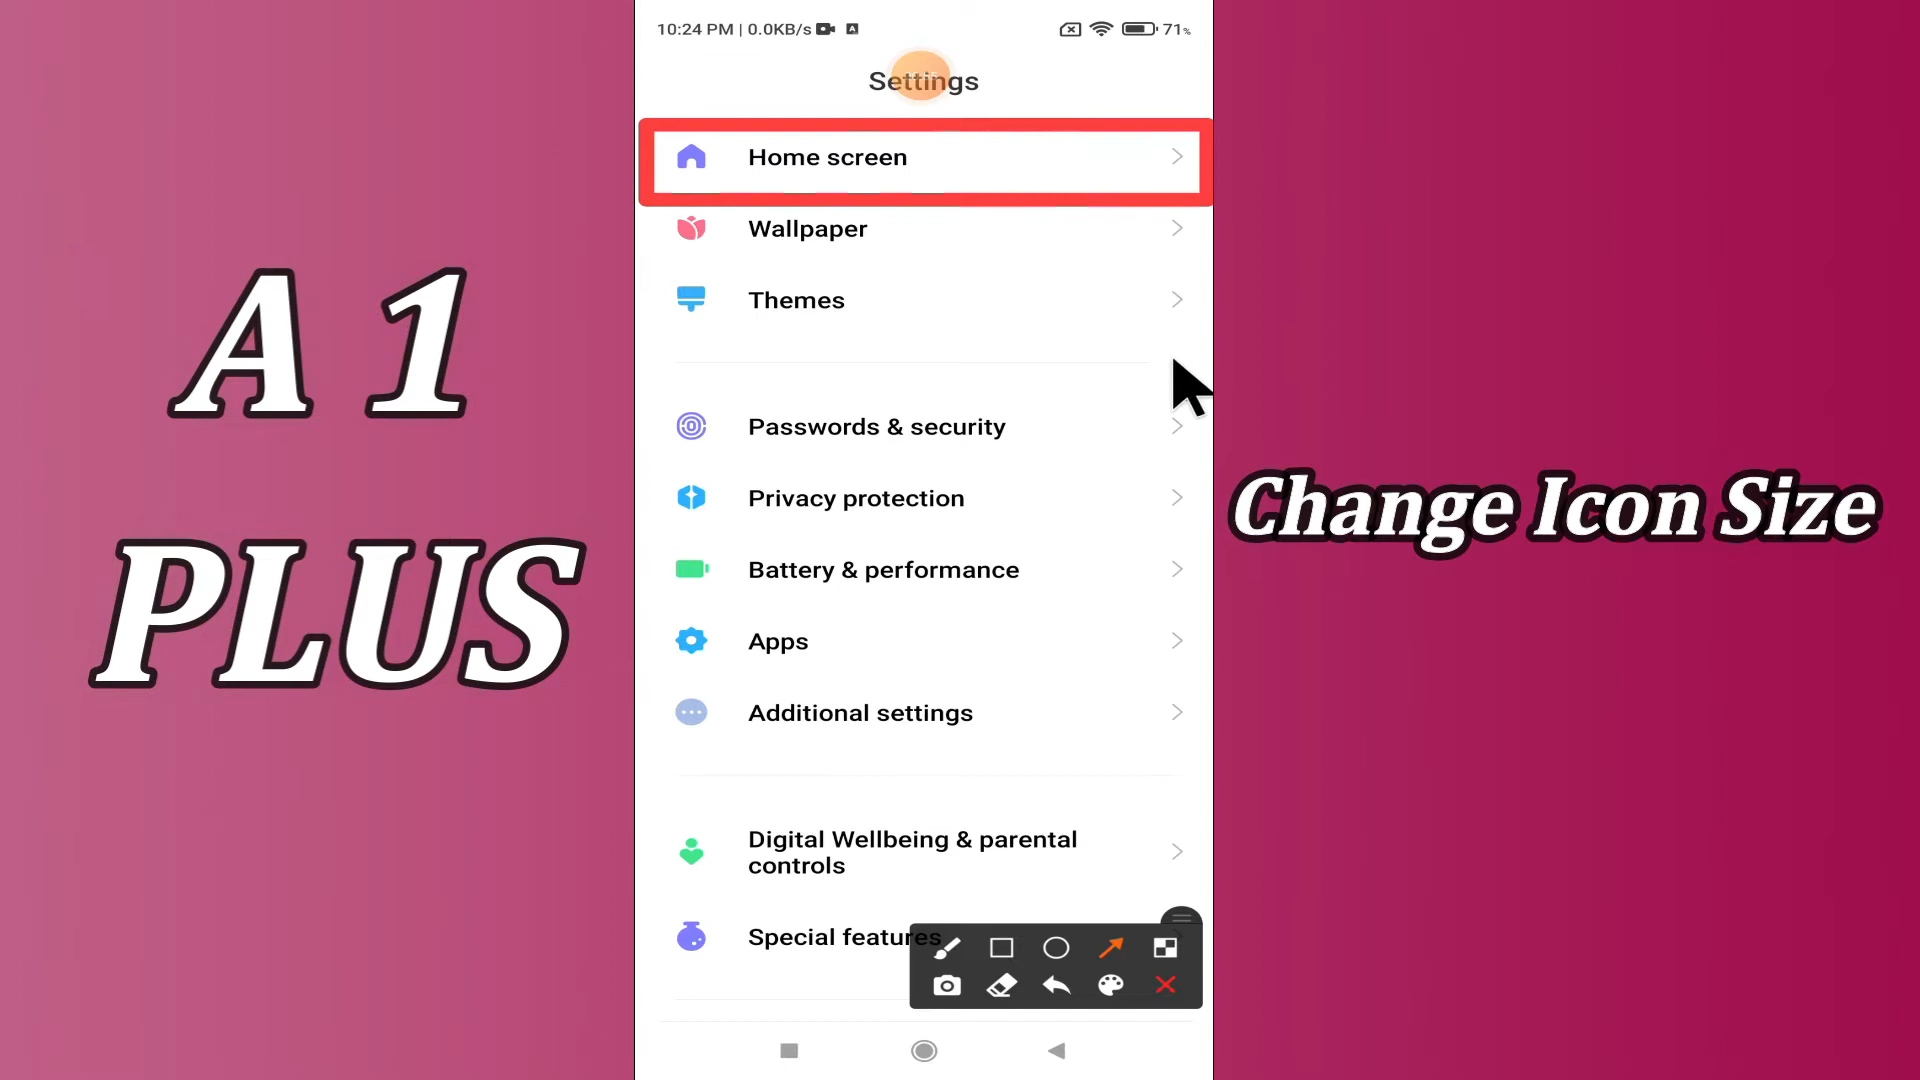 10:24 PM | 0.0KB/s A 71%
Settings
Home screen
Wallpaper
Themes
Passwords & security
Privacy protection
Battery & performance
Apps
Additional settings
Digital Wellbeing & parental
controls
Special features
A 1
PLUS
Change Icon Size